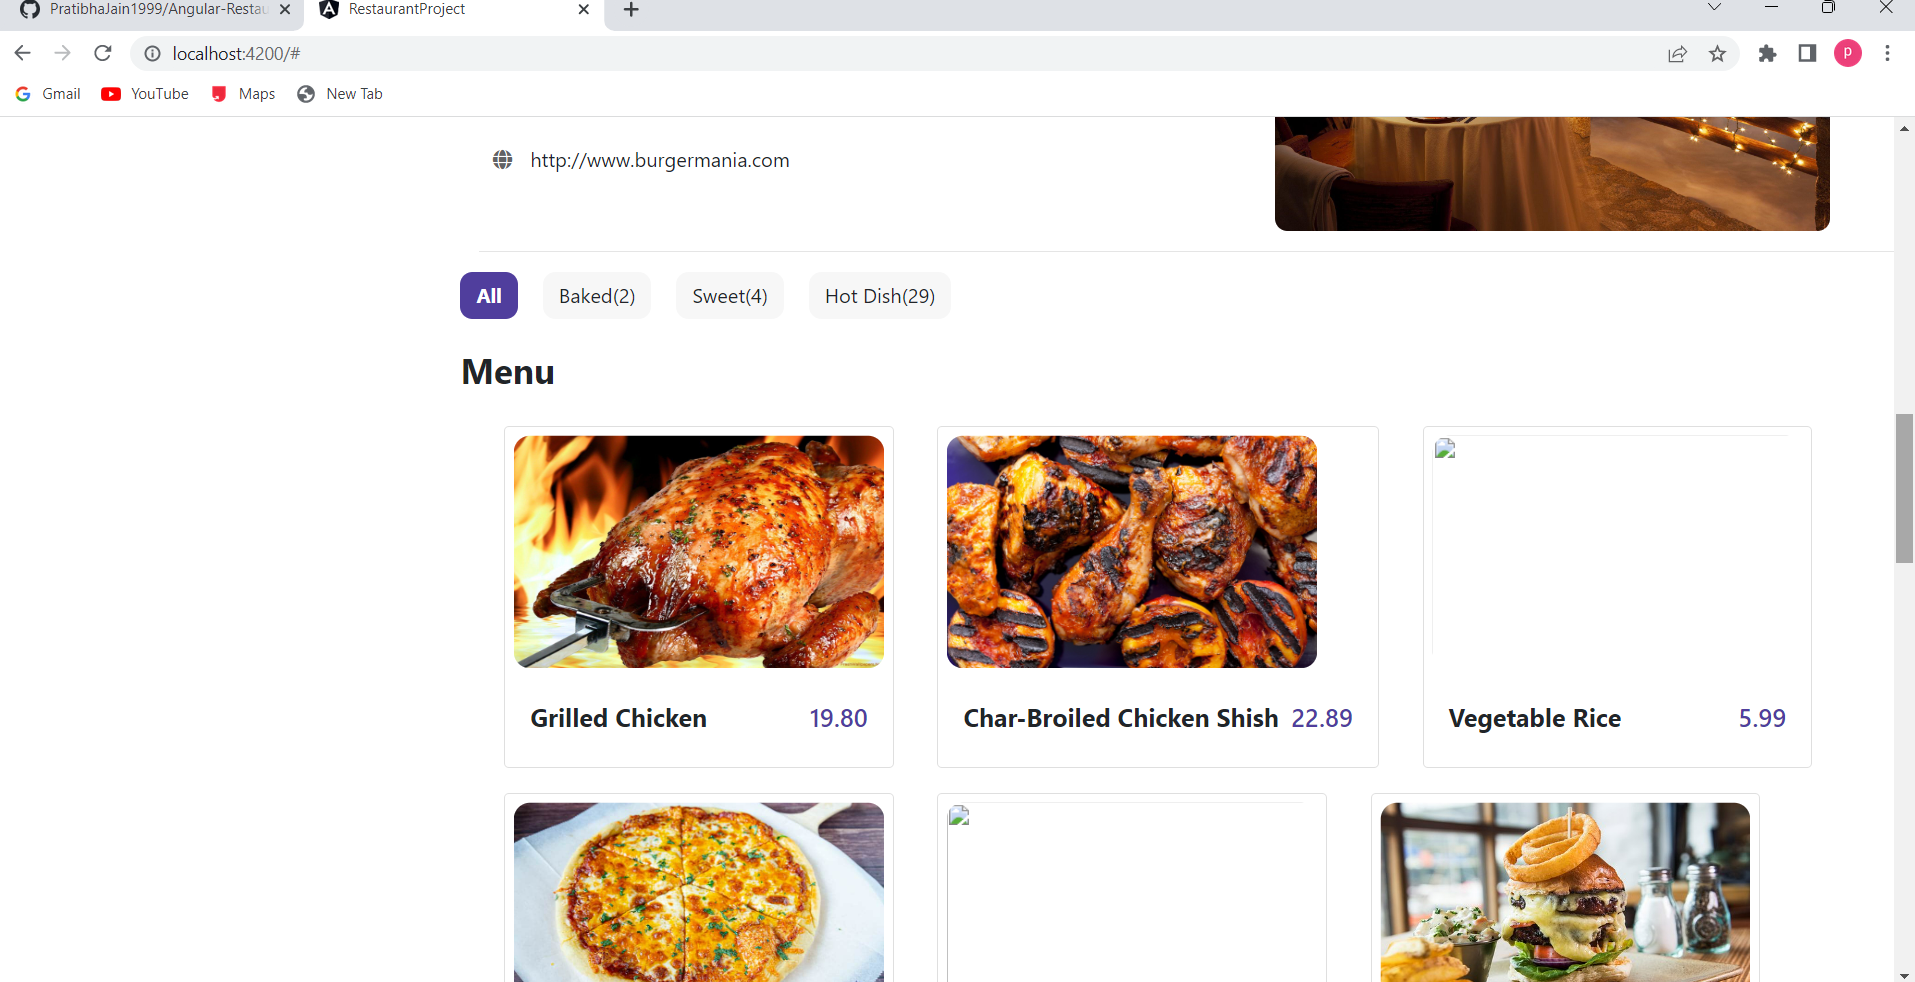 PratibhaJain1999/Angular-Restau
RestaurantProject
localhost:4200/#
P
Gmail
YouTube
Maps
New Tab
http://www.burgermania.com
All
Baked(2)
Sweet(4)
Hot Dish(29)
Menu
Grilled Chicken 19.80
Char-Broiled Chicken Shish 22.89
Vegetable Rice 5.99